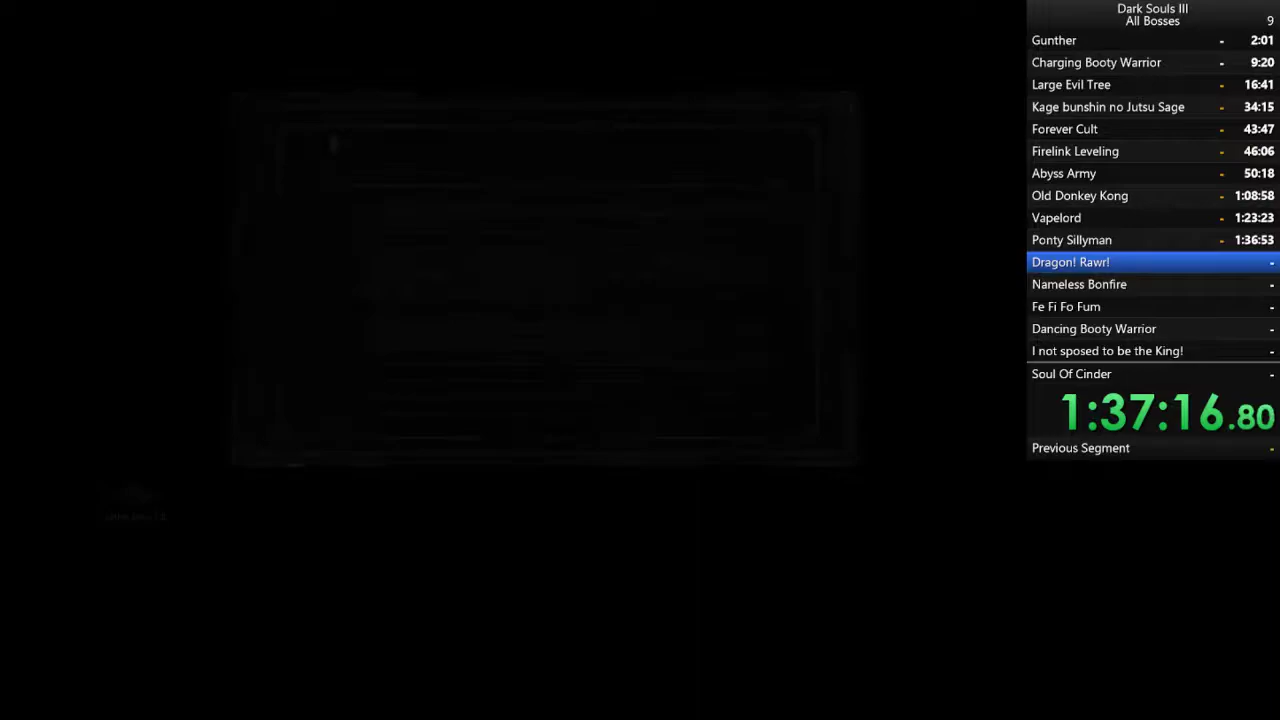 Dark Souls III
All Bosses 9
Gunther - 2:01
Charging Booty Warrior - 9:20
Large Evil Tree - 16:41
Kage bunshin no Jutsu Sage - 34:15
Forever Cult - 43:47
Firelink Leveling - 46:06
Abyss Army - 50:18
Old Donkey Kong - 1:08:58
Vapelord - 1:23:23
Ponty Sillyman - 1:36:53
Dragon! Rawr! -
Nameless Bonfire -
Fe Fi Fo Fum -
Dancing Booty Warrior -
I not sposed to be the King! -
Soul Of Cinder -
1:37:16.80
Previous Segment -